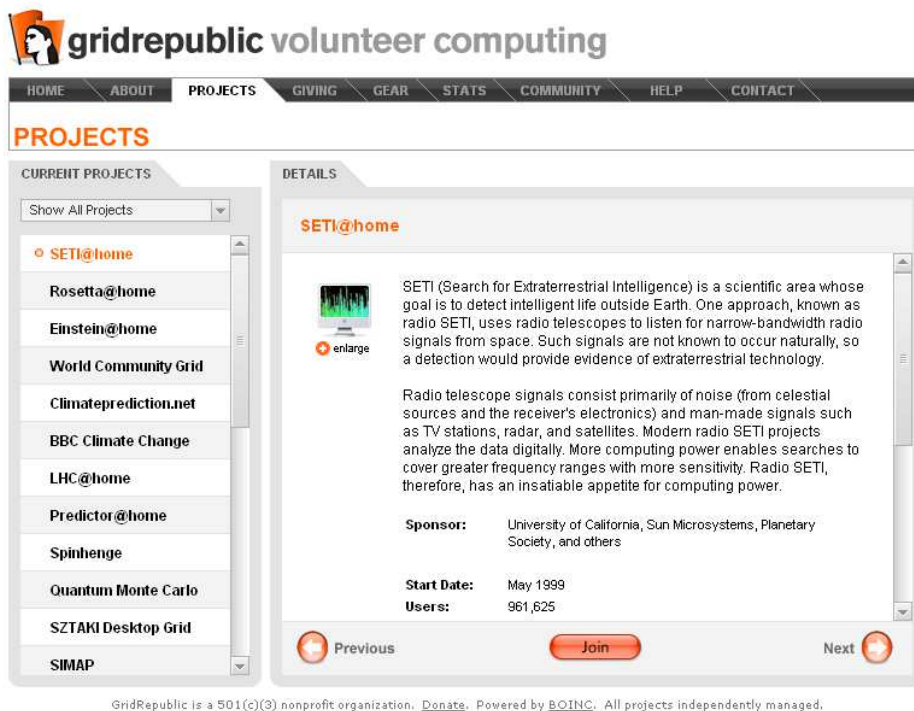 gridrepublic volunteer computing
HOME ABOUT PROJECTS GIVING GEAR STATS COMMUNITY HELP CONTACT
PROJECTS
CURRENT PROJECTS
Show All Projects
SETI@home
Rosetta@home
Einstein@home
World Community Grid
Climateprediction.net
BBC Climate Change
LHC@home
Predictor@home
Spinhenge
Quantum Monte Carlo
SZTAKI Desktop Grid
SIMAP
DETAILS
SETI@home
enlarge
SETI (Search for Extraterrestrial Intelligence) is a scientific area whose
goal is to detect intelligent life outside Earth. One approach, known as
radio SETI, uses radio telescopes to listen for narrow-bandwidth radio
signals from space. Such signals are not known to occur naturally, so
a detection would provide evidence of extraterrestrial technology.
Radio telescope signals consist primarily of noise (from celestial
sources and the receiver's electronics) and man-made signals such
as TV stations, radar, and satellites. Modern radio SETI projects
analyze the data digitally. More computing power enables searches to
cover greater frequency ranges with more sensitivity. Radio SETI,
therefore, has an insatiable appetite for computing power.
Sponsor: University of California, Sun Microsystems, Planetary
Society, and others
Start Date: May 1999
Users: 961,625
Previous Join Next
GridRepublic is a 501(c)(3) nonprofit organization. Donate. Powered by BOINC. All projects independently managed.